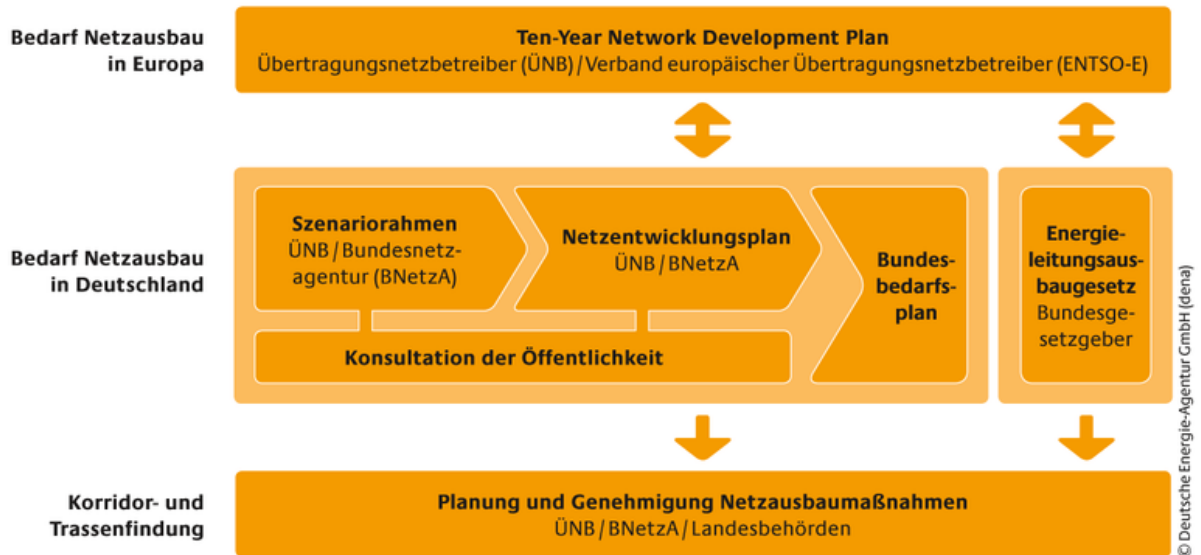 Bedarf Netzausbau
in Europa
Ten-Year Network Development Plan
Übertragungsnetzbetreiber (ÜNB)/Verband europäischer Übertragungsnetzbetreiber (ENTSO-E)
Bedarf Netzausbau
in Deutschland
Szenariorahmen
ÜNB/Bundesnetz-
agentur (BNetzA)
Netzentwicklungsplan
ÜNB/BNetzA
Konsultation der Öffentlichkeit
Bundes-
bedarfs-
plan
Energie-
leitungsaus-
baugesetz
Bundesge-
setzgeber
Korridor- und
Trassenfindung
Planung und Genehmigung Netzausbaumaßnahmen
ÜNB/BNetzA/Landesbehörden
© Deutsche Energie-Agentur GmbH (dena)